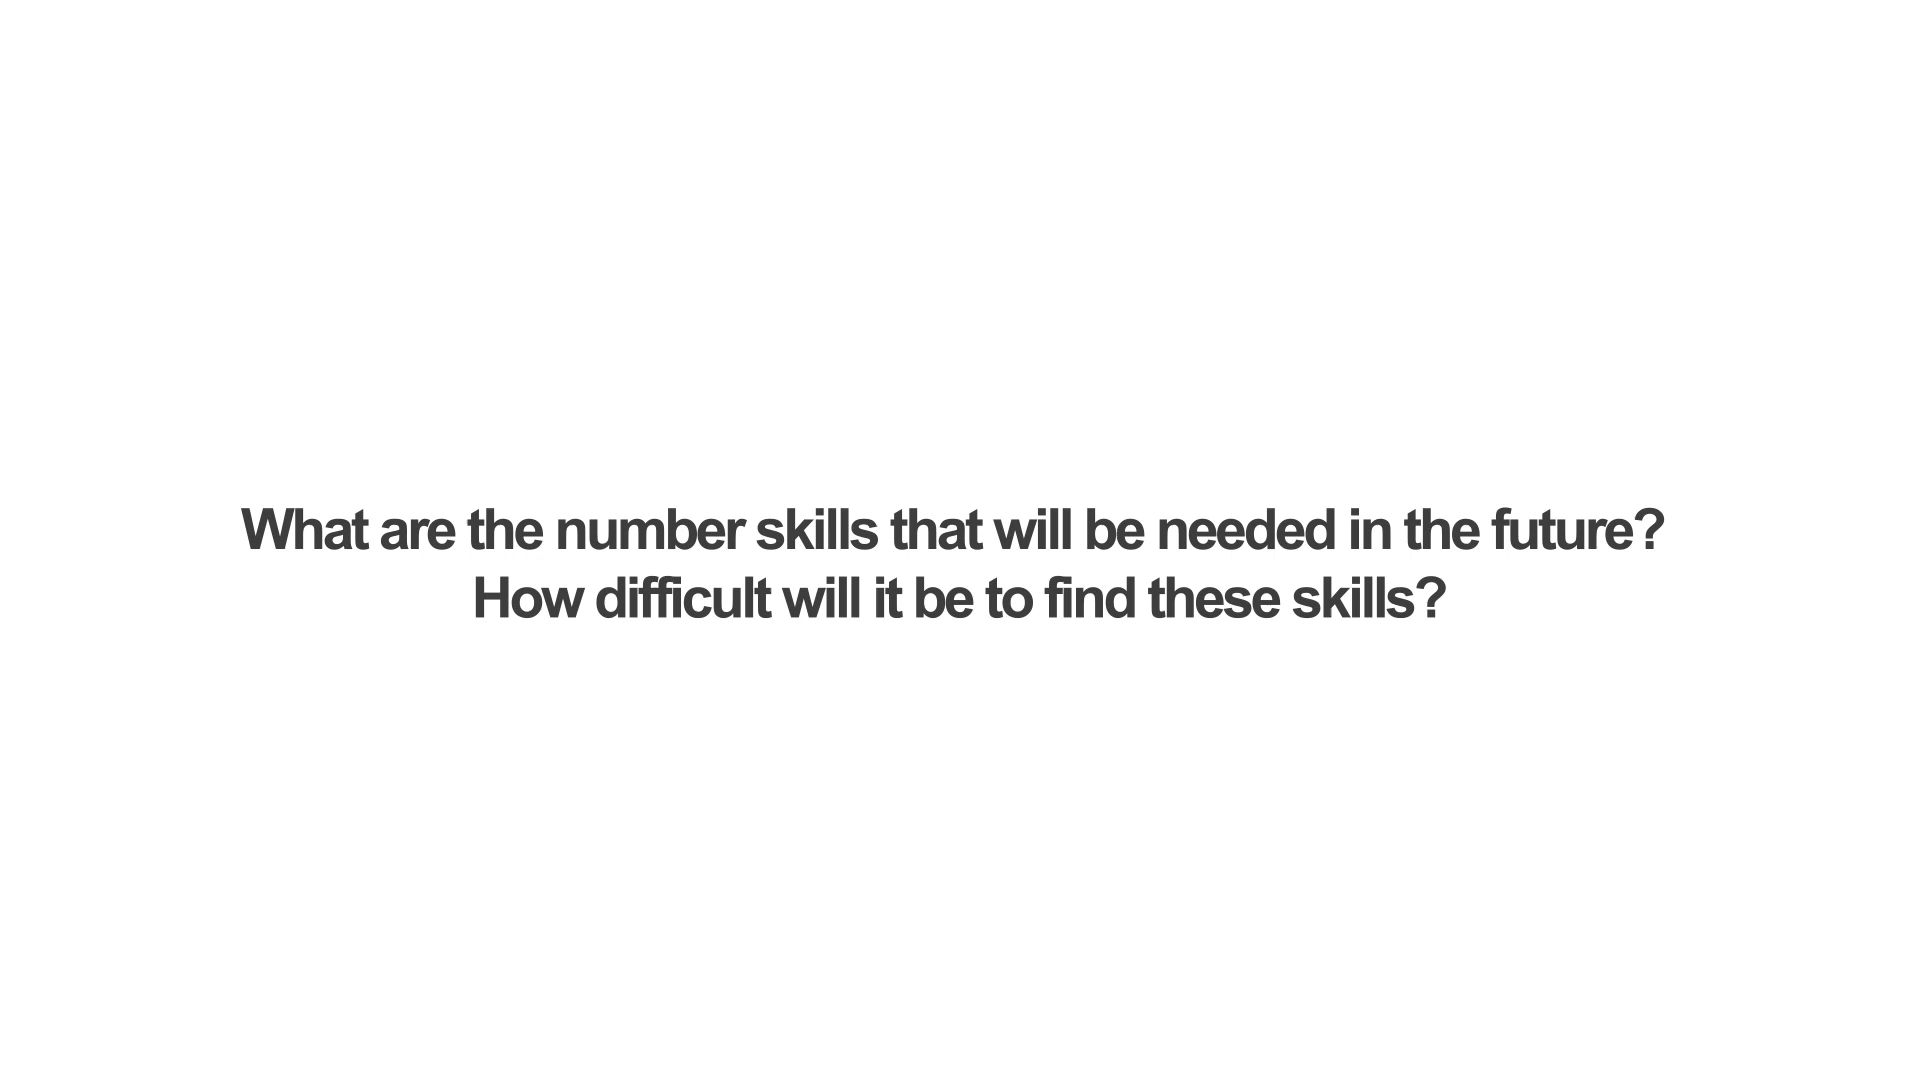 What are the number skills that will be needed in the future?
How difficult will it be to find these skills?